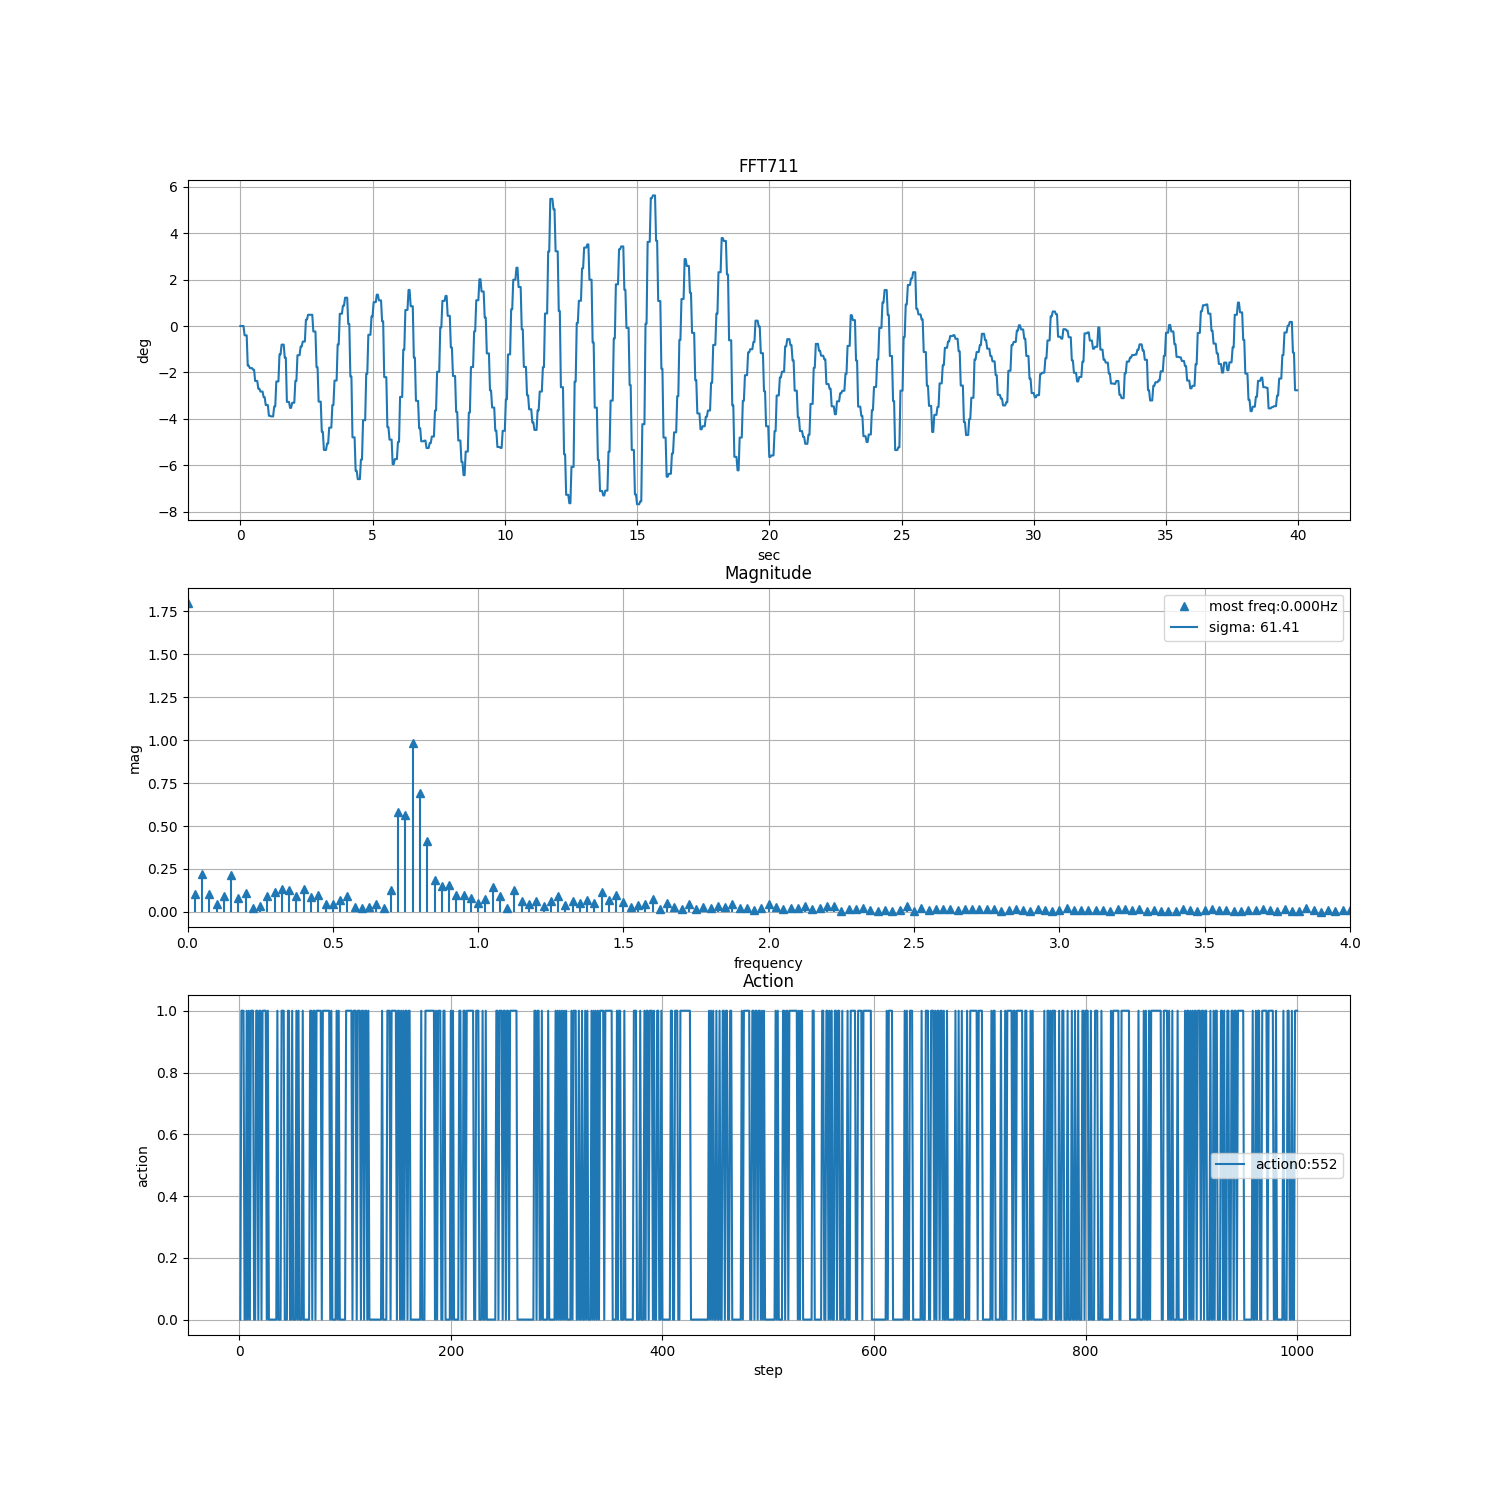 FFT711
6
4
2
0
−2
−4
−6
−8
deg
0 5 10 15 20 25 30 35 40
sec
Magnitude
most freq:0.000Hz
sigma: 61.41
1.75
1.50
1.25
1.00
0.75
0.50
0.25
0.00
mag
0.0 0.5 1.0 1.5 2.0 2.5 3.0 3.5 4.0
frequency
Action
1.0
0.8
0.6
0.4
0.2
0.0
action
action0:552
0 200 400 600 800 1000
step